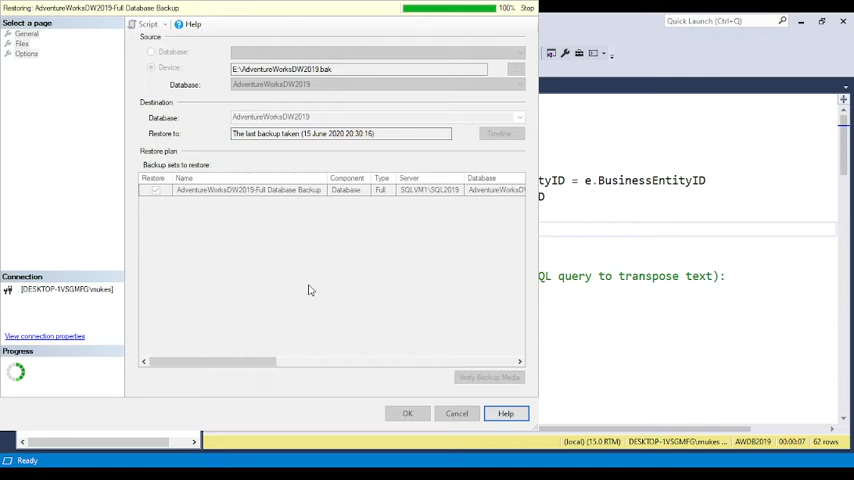 Restoring: AdventureWorksDW2019-Full Database Backup 100% Stop
Select a page
General
Files
Options
Script Help
Source
Database:
Device: E:\AdventureWorksDW2019.bak ...
Database: AdventureWorksDW2019
Destination
Database: AdventureWorksDW2019
Restore to: The last backup taken (15 June 2020 20:30:16) Timeline...
Restore plan
Backup sets to restore:
Restore Name Component Type Server Database
AdventureWorksDW2019-Full Database Backup Database Full SQLVM1\SQL2019 AdventureWorksD
Connection
. [DESKTOP-1VSGMFG\mukes]
View connection properties
Progress
Verify Backup Media
OK Cancel Help
Quick Launch (Ctrl+Q)
tyID = e.BusinessEntityID
D
QL query to transpose text):
(local) (15.0 RTM) DESKTOP-1VSGMFG\mukes ... AWDB2019 00:00:07 62 rows
Ready